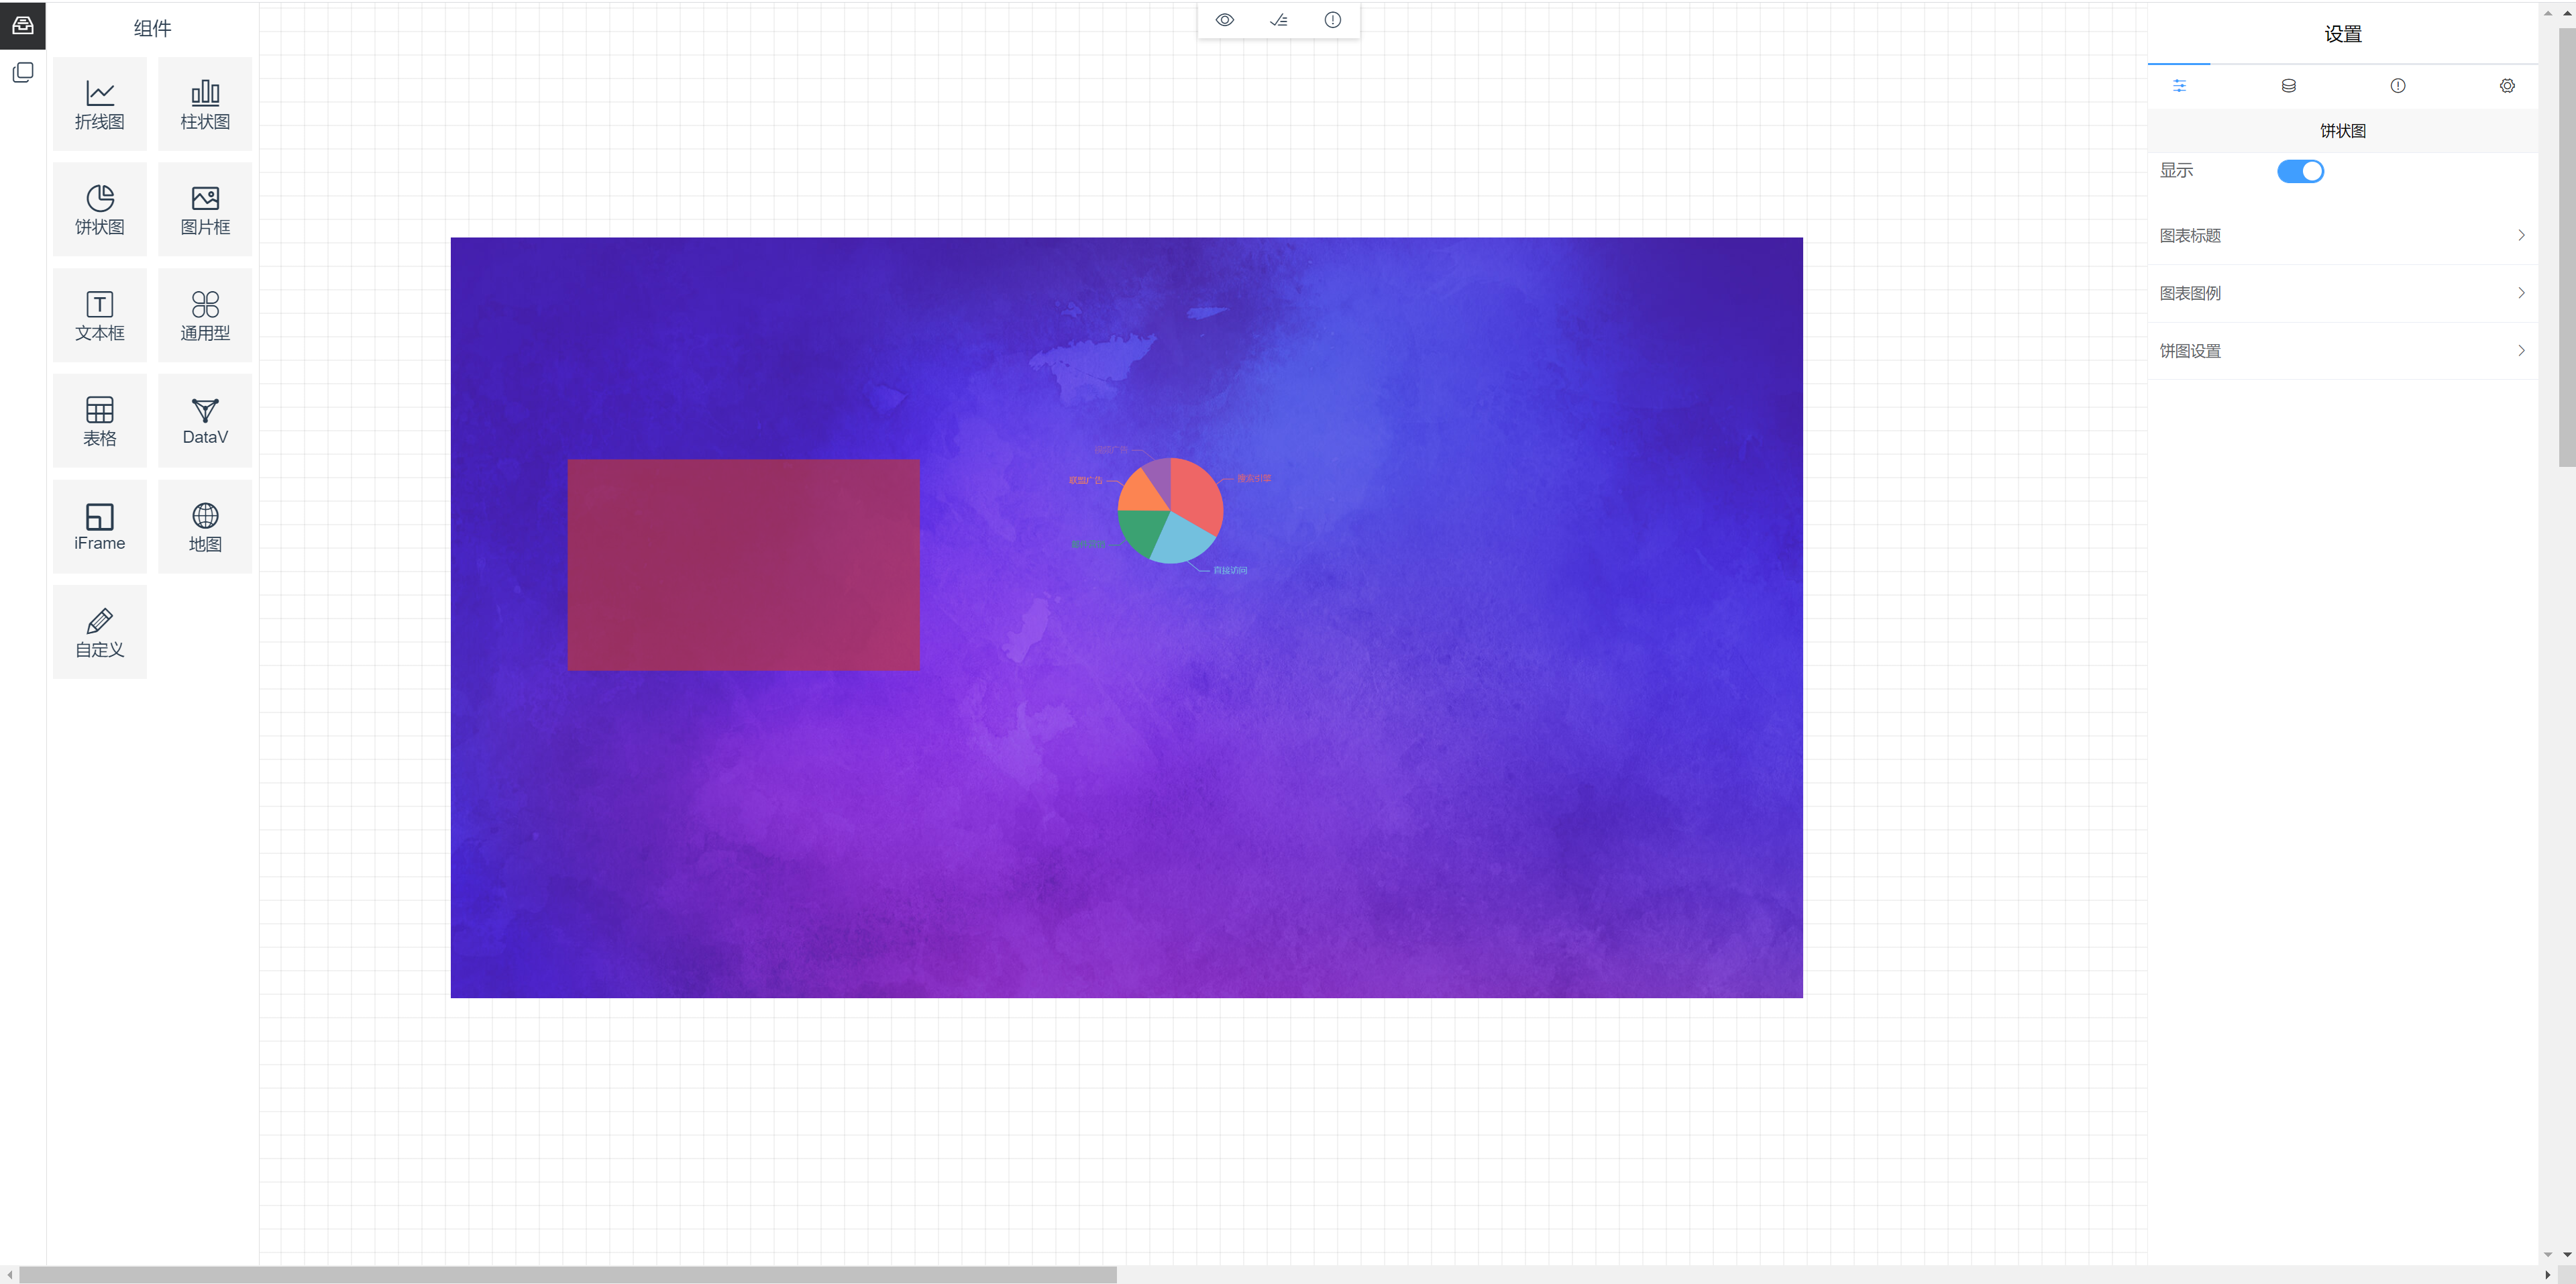 组件
折线图
柱状图
饼状图
图片框
文本框
通用型
表格
DataV
iFrame
地图
自定义
联盟广告
搜索引擎
直接访问
设置
饼状图
显示
图表标题
图表图例
饼图设置